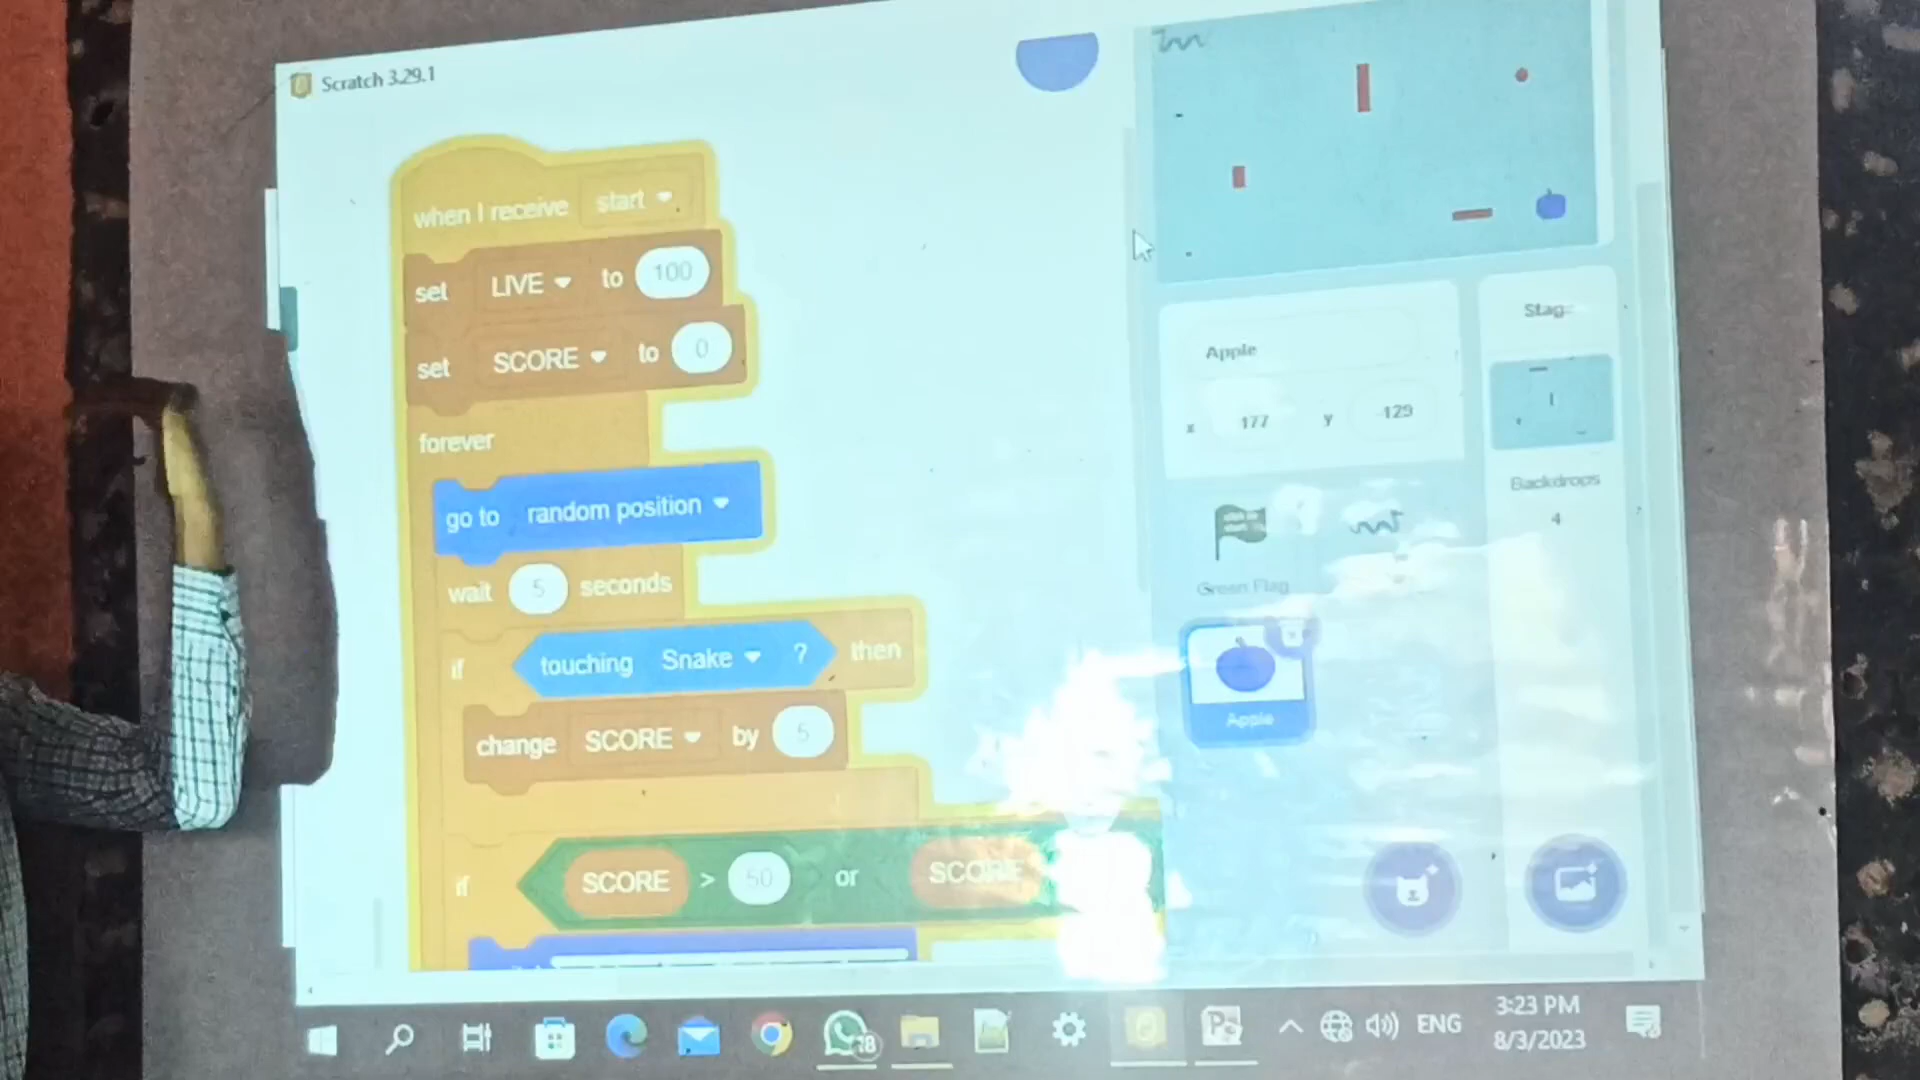 Scratch 3.29.1
when I receive start
set LIVE to 100
set SCORE to 0
forever
go to random position
wait 5 seconds
if touching Snake ? then
change SCORE by 5
if SCORE > 50 or SCORE
Apple
x 177 y -129
Green Flag
Apple
Backdrops
4
18
ENG
3:23 PM
8/3/2023